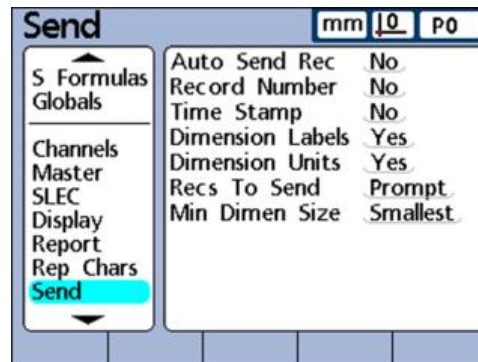 Send
mm 0 P0
S Formulas
Globals
Channels
Master
SLEC
Display
Report
Rep Chars
Send
Auto Send Rec No
Record Number No
Time Stamp No
Dimension Labels Yes
Dimension Units Yes
Recs To Send Prompt
Min Dimen Size Smallest